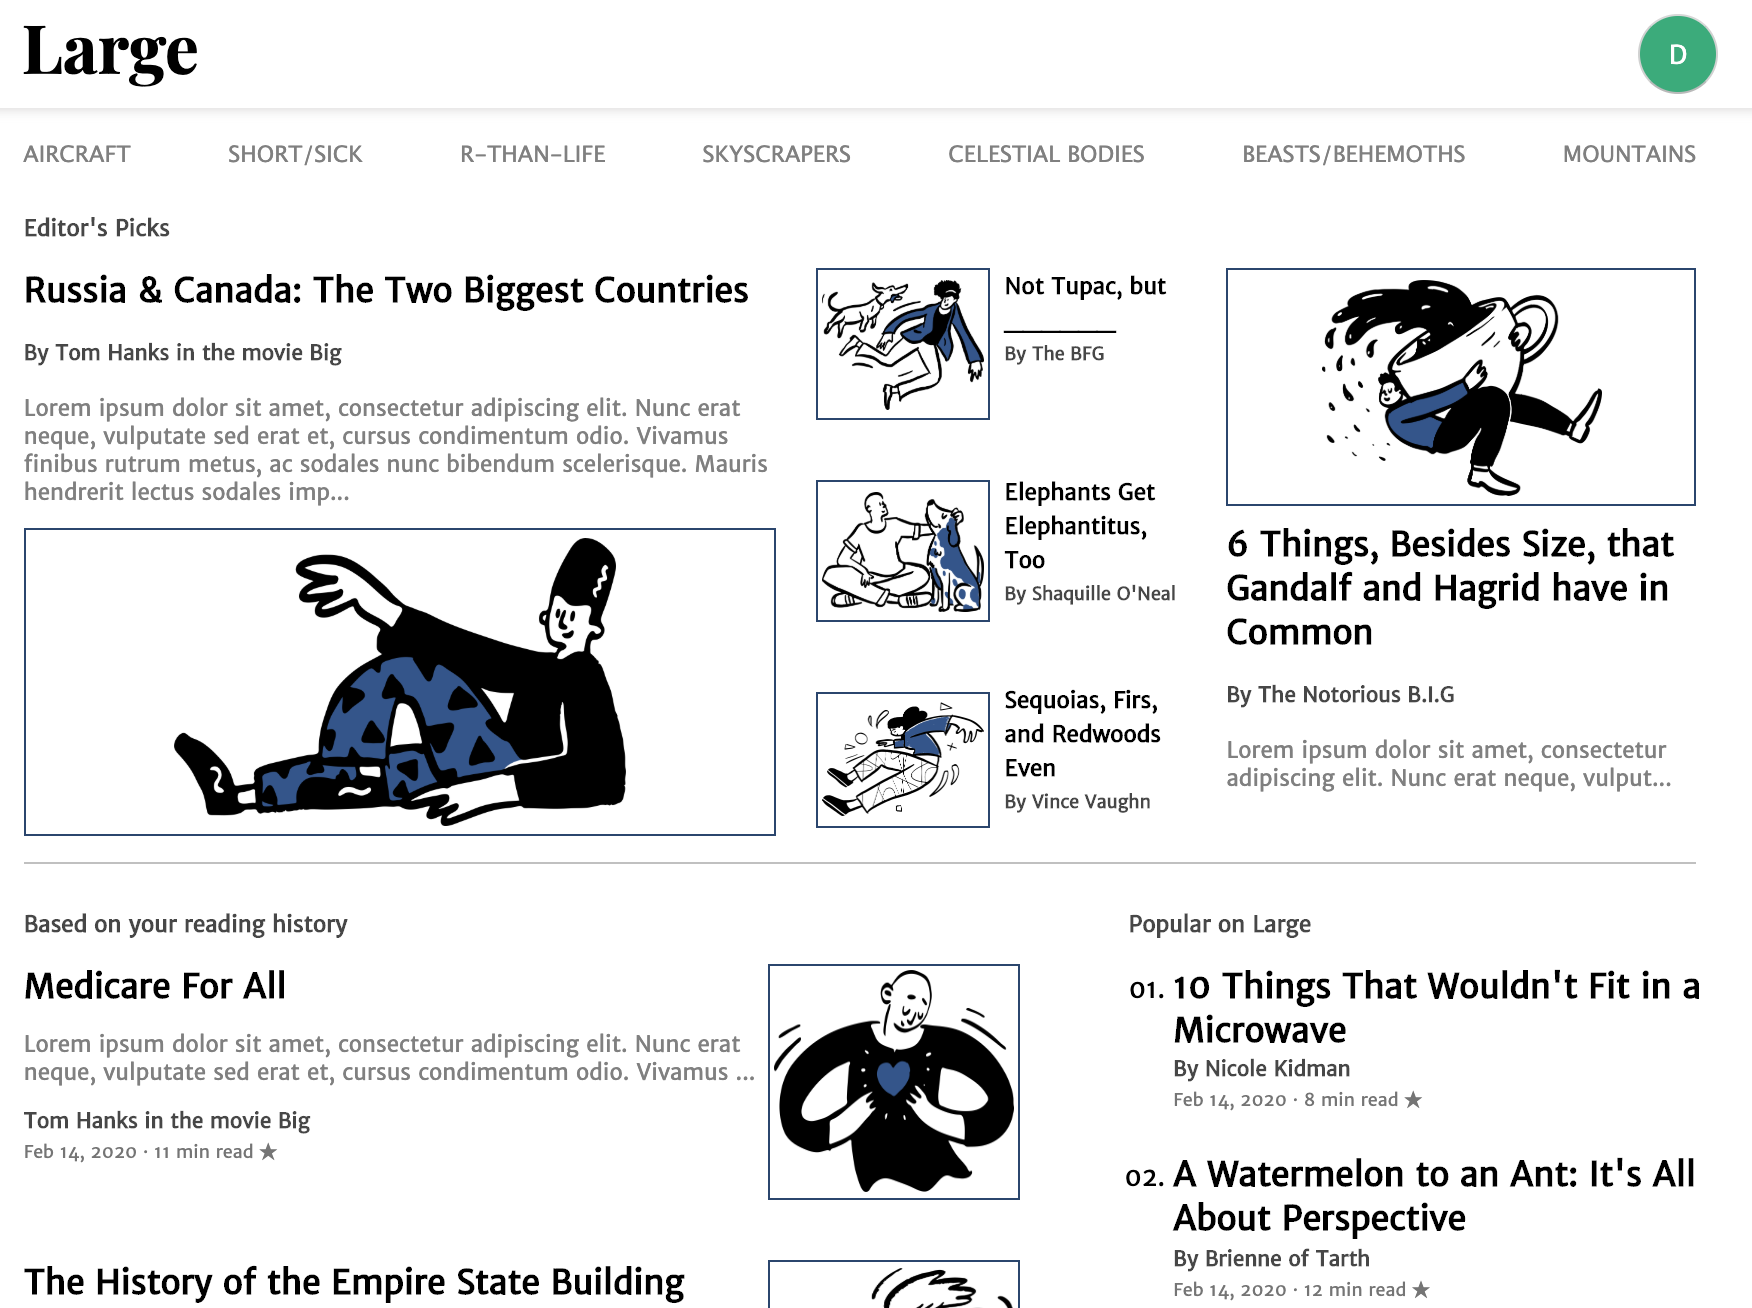 Large
D
AIRCRAFT
SHORT/SICK
R-THAN-LIFE
SKYSCRAPERS
CELESTIAL BODIES
BEASTS/BEHEMOTHS
MOUNTAINS
Editor's Picks
Russia & Canada: The Two Biggest Countries
By Tom Hanks in the movie Big
Lorem ipsum dolor sit amet, consectetur adipiscing elit. Nunc erat
neque, vulputate sed erat et, cursus condimentum odio. Vivamus
finibus rutrum metus, ac sodales nunc bibendum scelerisque. Mauris
hendrerit lectus sodales imp...
Not Tupac, but
________
By The BFG
Elephants Get
Elephantitus,
Too
By Shaquille O'Neal
Sequoias, Firs,
and Redwoods
Even
By Vince Vaughn
6 Things, Besides Size, that
Gandalf and Hagrid have in
Common
By The Notorious B.I.G
Lorem ipsum dolor sit amet, consectetur
adipiscing elit. Nunc erat neque, vulput...
Based on your reading history
Medicare For All
Lorem ipsum dolor sit amet, consectetur adipiscing elit. Nunc erat
neque, vulputate sed erat et, cursus condimentum odio. Vivamus ...
Tom Hanks in the movie Big
Feb 14, 2020 · 11 min read ★
The History of the Empire State Building
Popular on Large
01. 10 Things That Wouldn't Fit in a
Microwave
By Nicole Kidman
Feb 14, 2020 · 8 min read ★
02. A Watermelon to an Ant: It's All
About Perspective
By Brienne of Tarth
Feb 14, 2020 · 12 min read ★